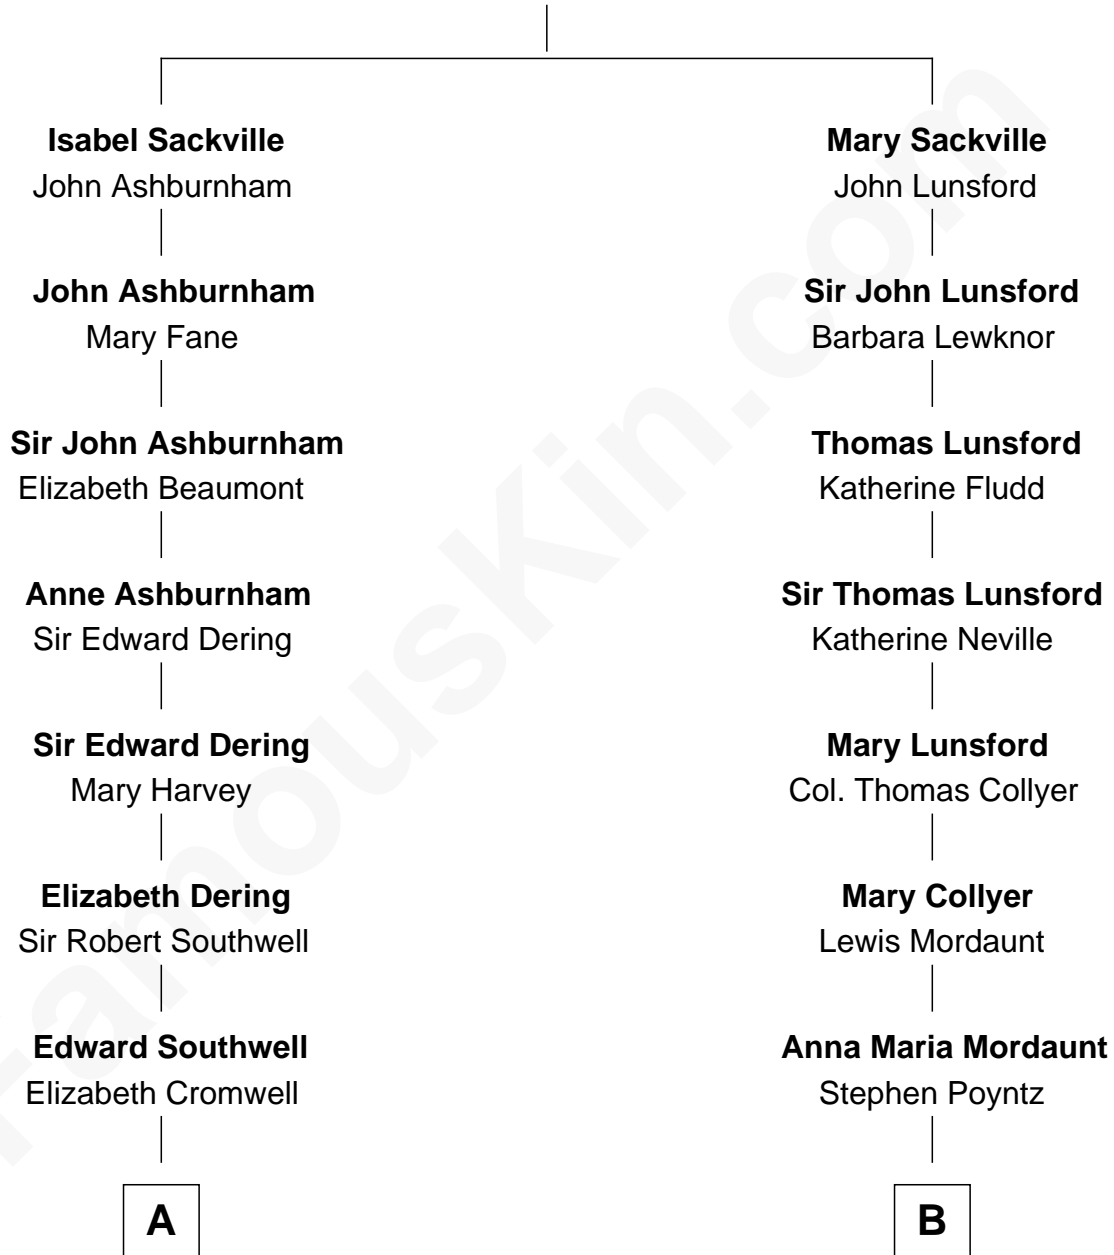 Isabel Sackville
John Ashburnham
Mary Sackville
John Lunsford
John Ashburnham
Mary Fane
Sir John Lunsford
Barbara Lewknor
Sir John Ashburnham
Elizabeth Beaumont
Thomas Lunsford
Katherine Fludd
Anne Ashburnham
Sir Edward Dering
Sir Thomas Lunsford
Katherine Neville
Sir Edward Dering
Mary Harvey
Mary Lunsford
Col. Thomas Collyer
Elizabeth Dering
Sir Robert Southwell
Mary Collyer
Lewis Mordaunt
Edward Southwell
Elizabeth Cromwell
Anna Maria Mordaunt
Stephen Poyntz
A
B
FamousKin.com